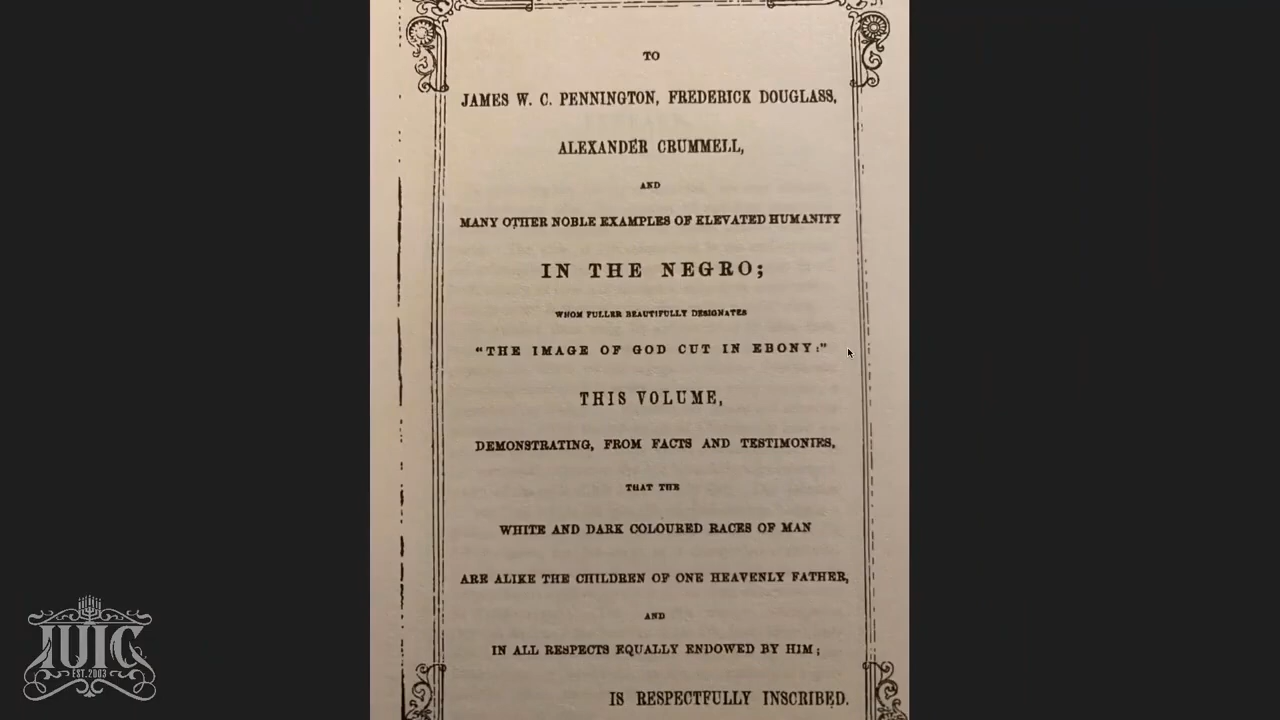 TO
JAMES W. C. PENNINGTON, FREDERICK DOUGLASS,
ALEXANDER CRUMMELL,
AND
MANY OTHER NOBLE EXAMPLES OF ELEVATED HUMANITY
IN THE NEGRO;
WHOM FULLER BEAUTIFULLY DESIGNATES
"THE IMAGE OF GOD CUT IN EBONY:"
THIS VOLUME,
DEMONSTRATING, FROM FACTS AND TESTIMONIES,
THAT THE
WHITE AND DARK COLOURED RACES OF MAN
ARE ALIKE THE CHILDREN OF ONE HEAVENLY FATHER,
AND
IN ALL RESPECTS EQUALLY ENDOWED BY HIM;
IS RESPECTFULLY INSCRIBED.
IUIC
EST. 2003